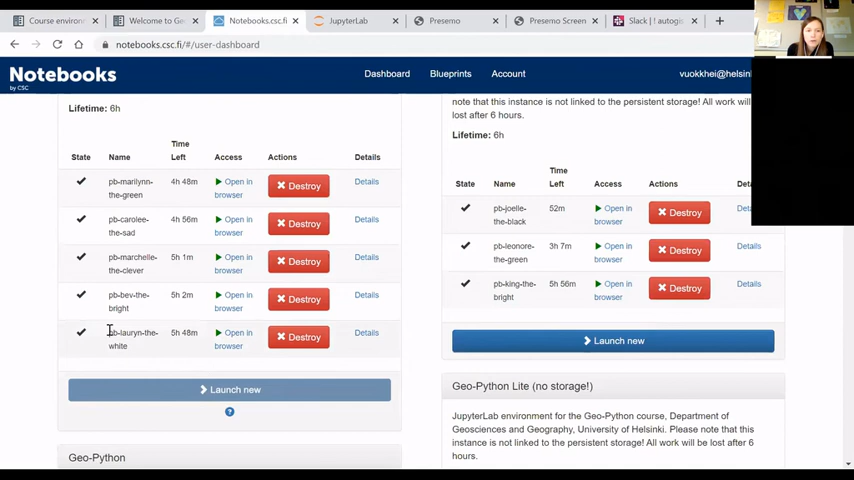 Course environ
Welcome to Ge
Notebooks.csc.fi
JupyterLab
Presemo
Presemo Screen
Slack | ! autogi
notebooks.csc.fi/#/user-dashboard
Notebooks
by CSC
Dashboard
Blueprints
Account
vuokkhei@helsin
Lifetime: 6h
State
Name
Time
Left
Access
Actions
Details
pb-marilynn-
the-green
4h 48m
Open in
browser
Destroy
Details
pb-carolee-
the-sad
4h 56m
Open in
browser
Destroy
Details
pb-marchelle-
the-clever
5h 1m
Open in
browser
Destroy
Details
pb-bev-the-
bright
5h 2m
Open in
browser
Destroy
Details
pb-lauryn-the-
white
5h 48m
Open in
browser
Destroy
Details
Launch new
?
Geo-Python
note that this instance is not linked to the persistent storage! All work will be
lost after 6 hours.
Lifetime: 6h
State
Name
Time
Left
Access
Actions
Deta
pb-joelle-
the-black
52m
Open in
browser
Destroy
Deta
pb-leonore-
the-green
3h 7m
Open in
browser
Destroy
Details
pb-king-the-
bright
5h 56m
Open in
browser
Destroy
Details
Launch new
Geo-Python Lite (no storage!)
JupyterLab environment for the Geo-Python course, Department of
Geosciences and Geography, University of Helsinki. Please note that this
instance is not linked to the persistent storage! All work will be lost after 6
hours.